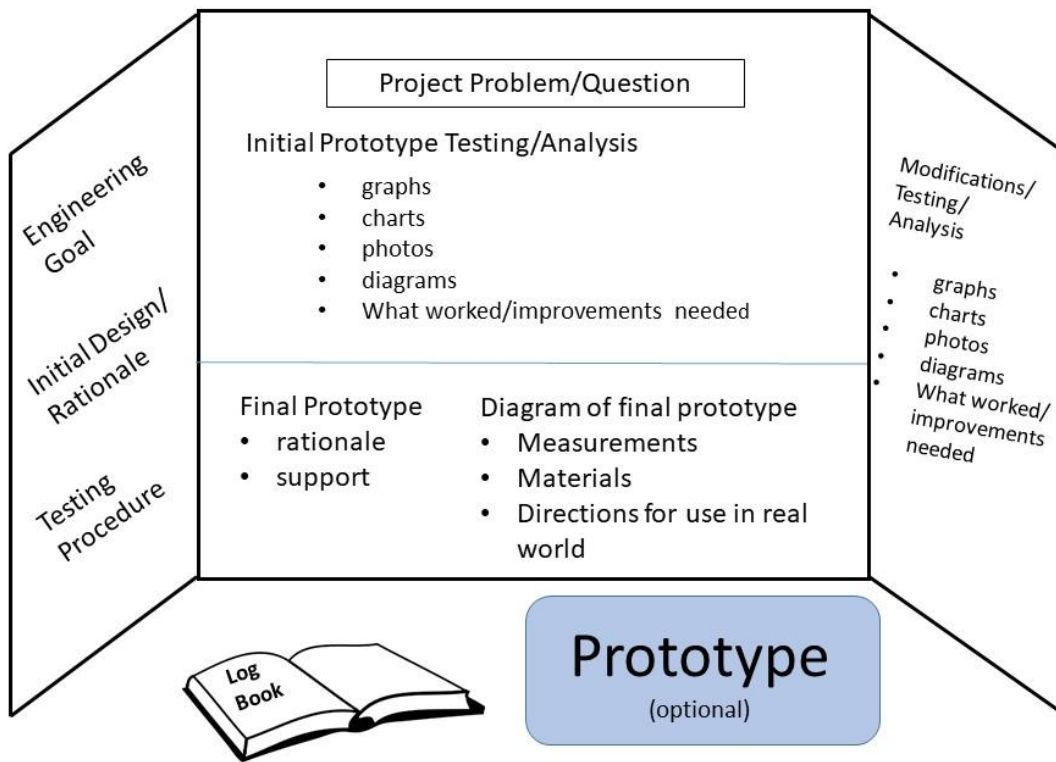 Engineering
Goal
Initial Design/
Rationale
Testing
Procedure
Project Problem/Question
Initial Prototype Testing/Analysis
• graphs
• charts
• photos
• diagrams
• What worked/improvements needed
Final Prototype
• rationale
• support
Diagram of final prototype
• Measurements
• Materials
• Directions for use in real
world
Modifications/
Testing/
Analysis
• graphs
• charts
• photos
• diagrams
• What worked/
improvements
needed
Log
Book
Prototype
(optional)